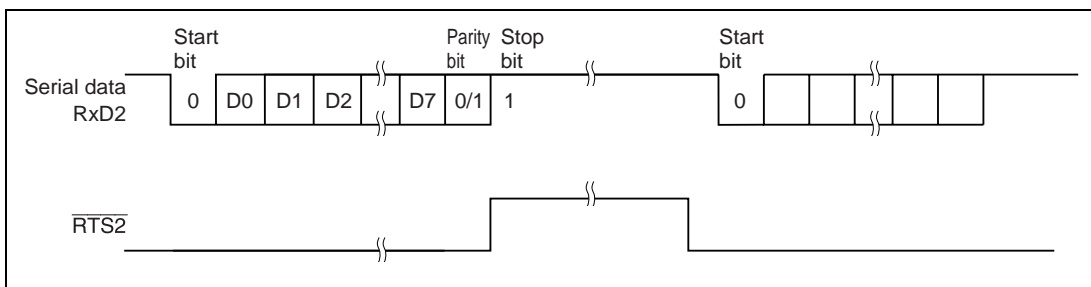 Start
bit
Parity
bit
Stop
bit
Start
bit
Serial data
RxD2
0 D0 D1 D2 D7 0/1 1 0
RTS2